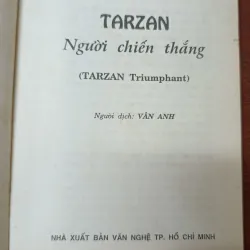 TARZAN
Người chiến thắng
(TARZAN Triumphant)
Người dịch: VÂN ANH
NHÀ XUẤT BẢN VĂN NGHỆ TP. HỒ CHÍ MINH